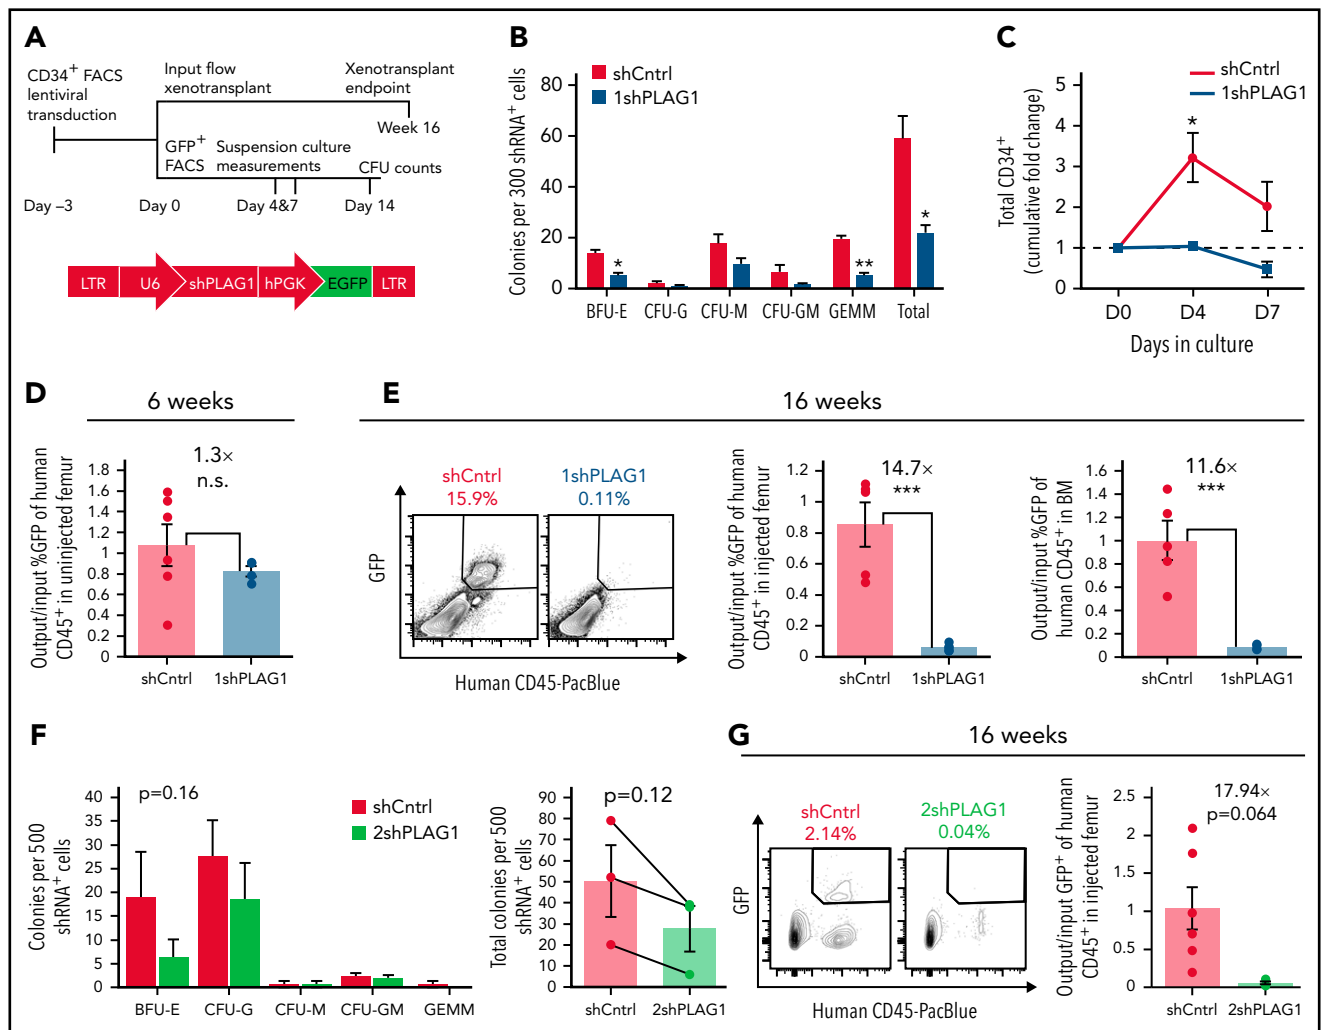 A
CD34+ FACS
lentiviral
transduction
Input flow
xenotransplant
Xenotransplant
endpoint
Week 16
GFP+
FACS
Suspension culture
measurements
CFU counts
Day –3
Day 0
Day 4&7
Day 14
LTR
U6
shPLAG1
hPGK
EGFP
LTR
B
shCntrl
1shPLAG1
Colonies per 300 shRNA+ cells
80
60
40
20
0
*
**
*
BFU-E
CFU-G
CFU-M
CFU-GM
GEMM
Total
C
shCntrl
1shPLAG1
Total CD34+
(cumulative fold change)
5
4
3
2
1
0
*
D0
D4
D7
Days in culture
D
6 weeks
1.3×
n.s.
Output/input %GFP of human
CD45+ in uninjected femur
1.8
1.6
1.4
1.2
1
0.8
0.6
0.4
0.2
0
shCntrl
1shPLAG1
E
16 weeks
shCntrl
15.9%
1shPLAG1
0.11%
GFP
Human CD45-PacBlue
Output/input %GFP of human
CD45+ in injected femur
1.2
1
0.8
0.6
0.4
0.2
0
14.7×
***
shCntrl
1shPLAG1
Output/input %GFP of
human CD45+ in BM
1.6
1.4
1.2
1
0.8
0.6
0.4
0.2
0
11.6×
***
shCntrl
1shPLAG1
F
Colonies per 500
shRNA+ cells
40
35
30
25
20
15
10
5
0
p=0.16
shCntrl
2shPLAG1
BFU-E
CFU-G
CFU-M
CFU-GM
GEMM
Total colonies per 500
shRNA+ cells
90
80
70
60
50
40
30
20
10
0
p=0.12
shCntrl
2shPLAG1
G
16 weeks
shCntrl
2.14%
2shPLAG1
0.04%
GFP
Human CD45-PacBlue
Output/input GFP+ of human
CD45+ in injected femur
2.5
2
1.5
1
0.5
0
17.94×
p=0.064
shCntrl
2shPLAG1